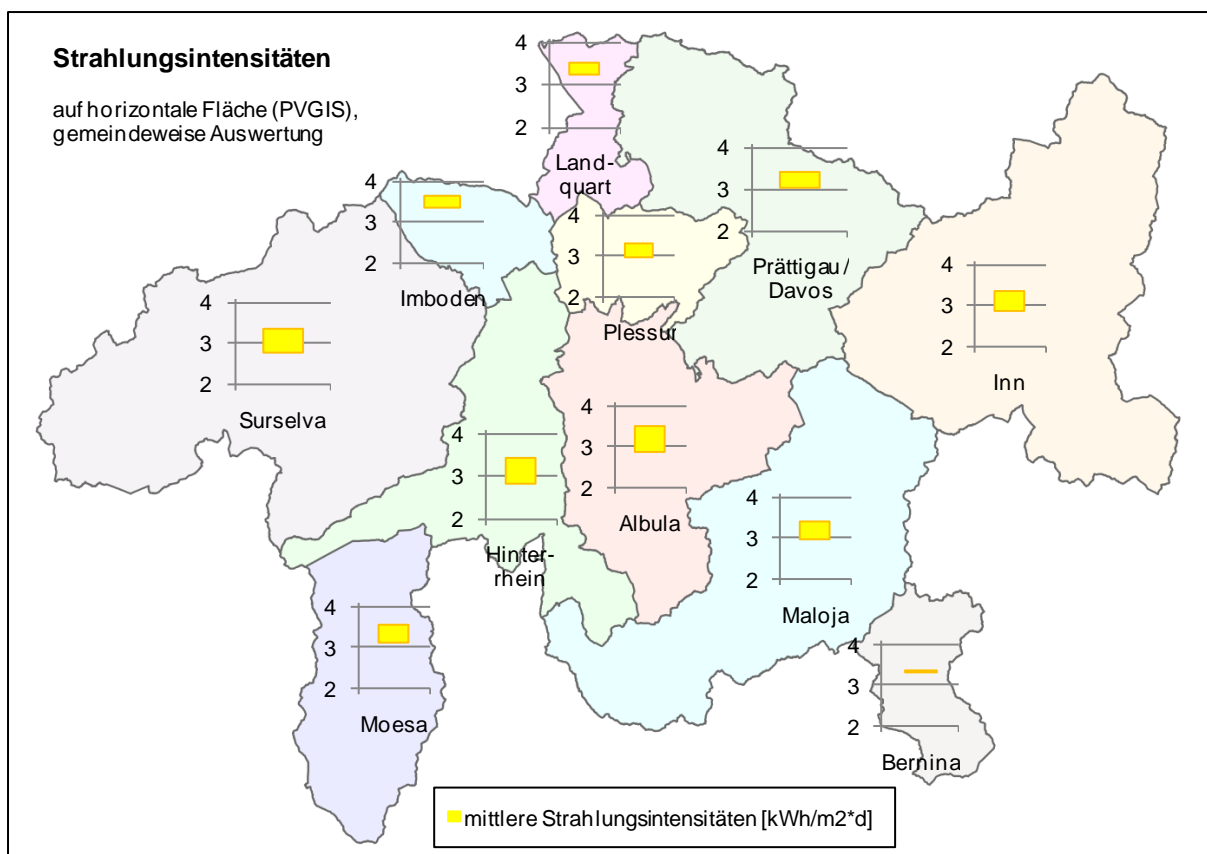 Strahlungsintensitäten
auf horizontale Fläche (PVGIS),
gemeindeweise Auswertung
4
3
2
Land-
quart
4
3
2
Prättigau/
Davos
4
3
2
Imboden
4
3
2
Plessur
4
3
2
Inn
4
3
2
Surselva
4
3
2
Albula
4
3
2
Hinter-
rhein
4
3
2
Maloja
4
3
2
Moesa
4
3
2
Bernina
mittlere Strahlungsintensitäten [kWh/m2*d]